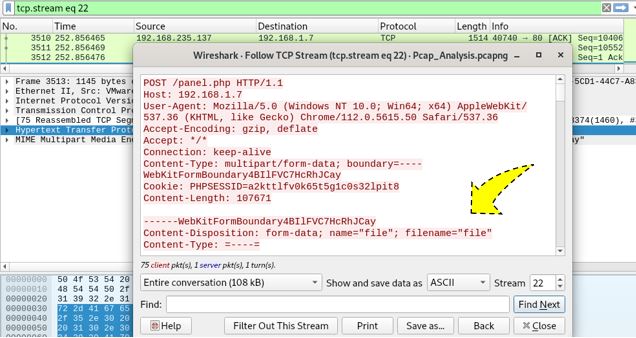 tcp.stream eq 22
No. Time Source Destination Protocol Length Info
3510 252.856465 192.168.235.137 192.168.1.7 TCP 1514 40740 → 80 [ACK] Seq=10406
3511 252.856471 Seq=10552
3512 252.856476 Seq=1 Ack
Wireshark · Follow TCP Stream (tcp.stream eq 22) · Pcap_Analysis.pcapng
Frame 3513: 1145 bytes 5CD1-44C7-A8
Ethernet II, Src: VMware
Internet Protocol Version
Transmission Control Pro
[75 Reassembled TCP Segme 3374(1460), #
Hypertext Transfer Proto
MIME Multipart Media Enc
POST /panel.php HTTP/1.1
Host: 192.168.1.7
User-Agent: Mozilla/5.0 (Windows NT 10.0; Win64; x64) AppleWebKit/
537.36 (KHTML, like Gecko) Chrome/112.0.5615.50 Safari/537.36
Accept-Encoding: gzip, deflate
Accept: */*
Connection: keep-alive
Content-Type: multipart/form-data; boundary=----
WebKitFormBoundary4BIlFVC7HcRhJCay
Cookie: PHPSESSID=a2kttlfv0k65t5g1c0s32lpit8
Content-Length: 107671
------WebKitFormBoundary4BIlFVC7HcRhJCay
Content-Disposition: form-data; name="file"; filename="file"
Content-Type: =----=
75 client pkt(s), 1 server pkt(s), 1 turn(s).
00000000 50 4f 53 54 20
00000010 48 54 54 50 2f
00000020 31 39 32 2e 31
00000030 72 2d 41 67 65
00000040 2f 35 2e 30 20
00000050 20 31 30 2e 30
Entire conversation (108 kB) Show and save data as ASCII Stream 22
Find: Find Next
Help Filter Out This Stream Print Save as... Back Close